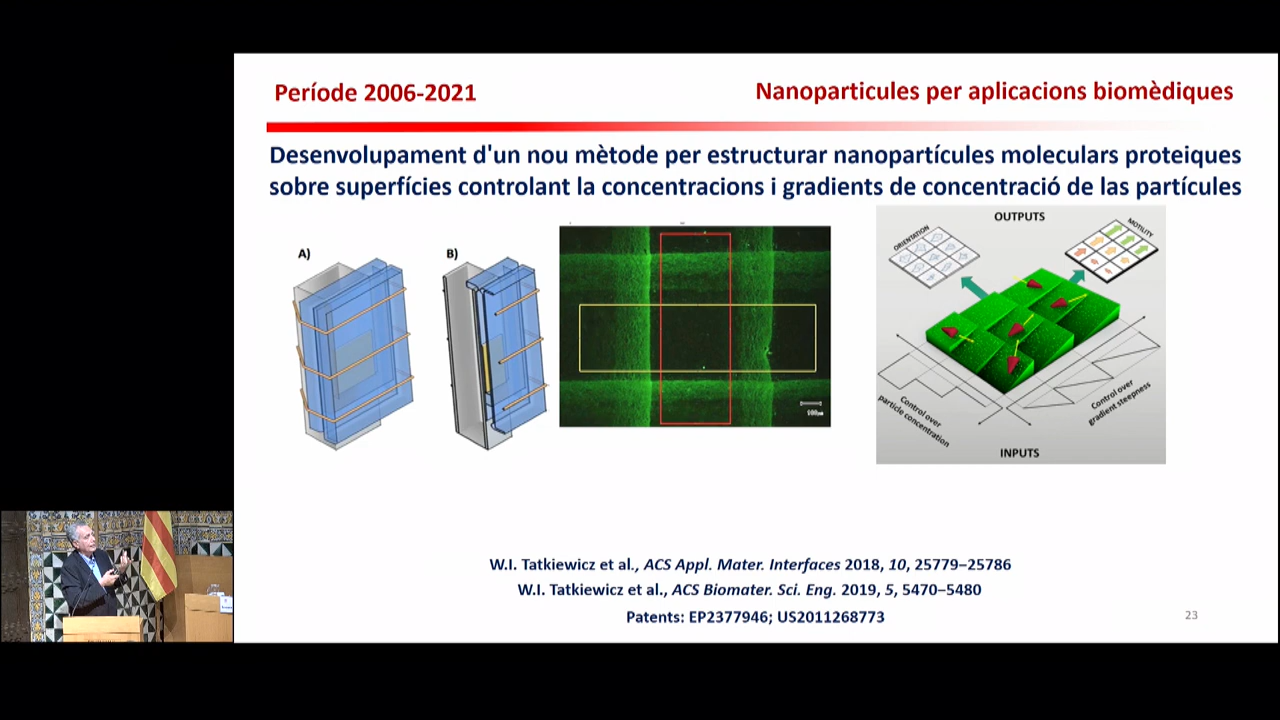 Període 2006-2021
Nanoparticules per aplicacions biomèdiques
Desenvolupament d'un nou mètode per estructurar nanopartícules moleculars proteiques
sobre superfícies controlant la concentracions i gradients de concentració de las partícules
A)
B)
100µm
OUTPUTS
ORIENTATION
MOTILITY
Control over
particle concentration
Control over
gradient steepness
INPUTS
W.I. Tatkiewicz et al., ACS Appl. Mater. Interfaces 2018, 10, 25779–25786
W.I. Tatkiewicz et al., ACS Biomater. Sci. Eng. 2019, 5, 5470–5480
Patents: EP2377946; US2011268773
23